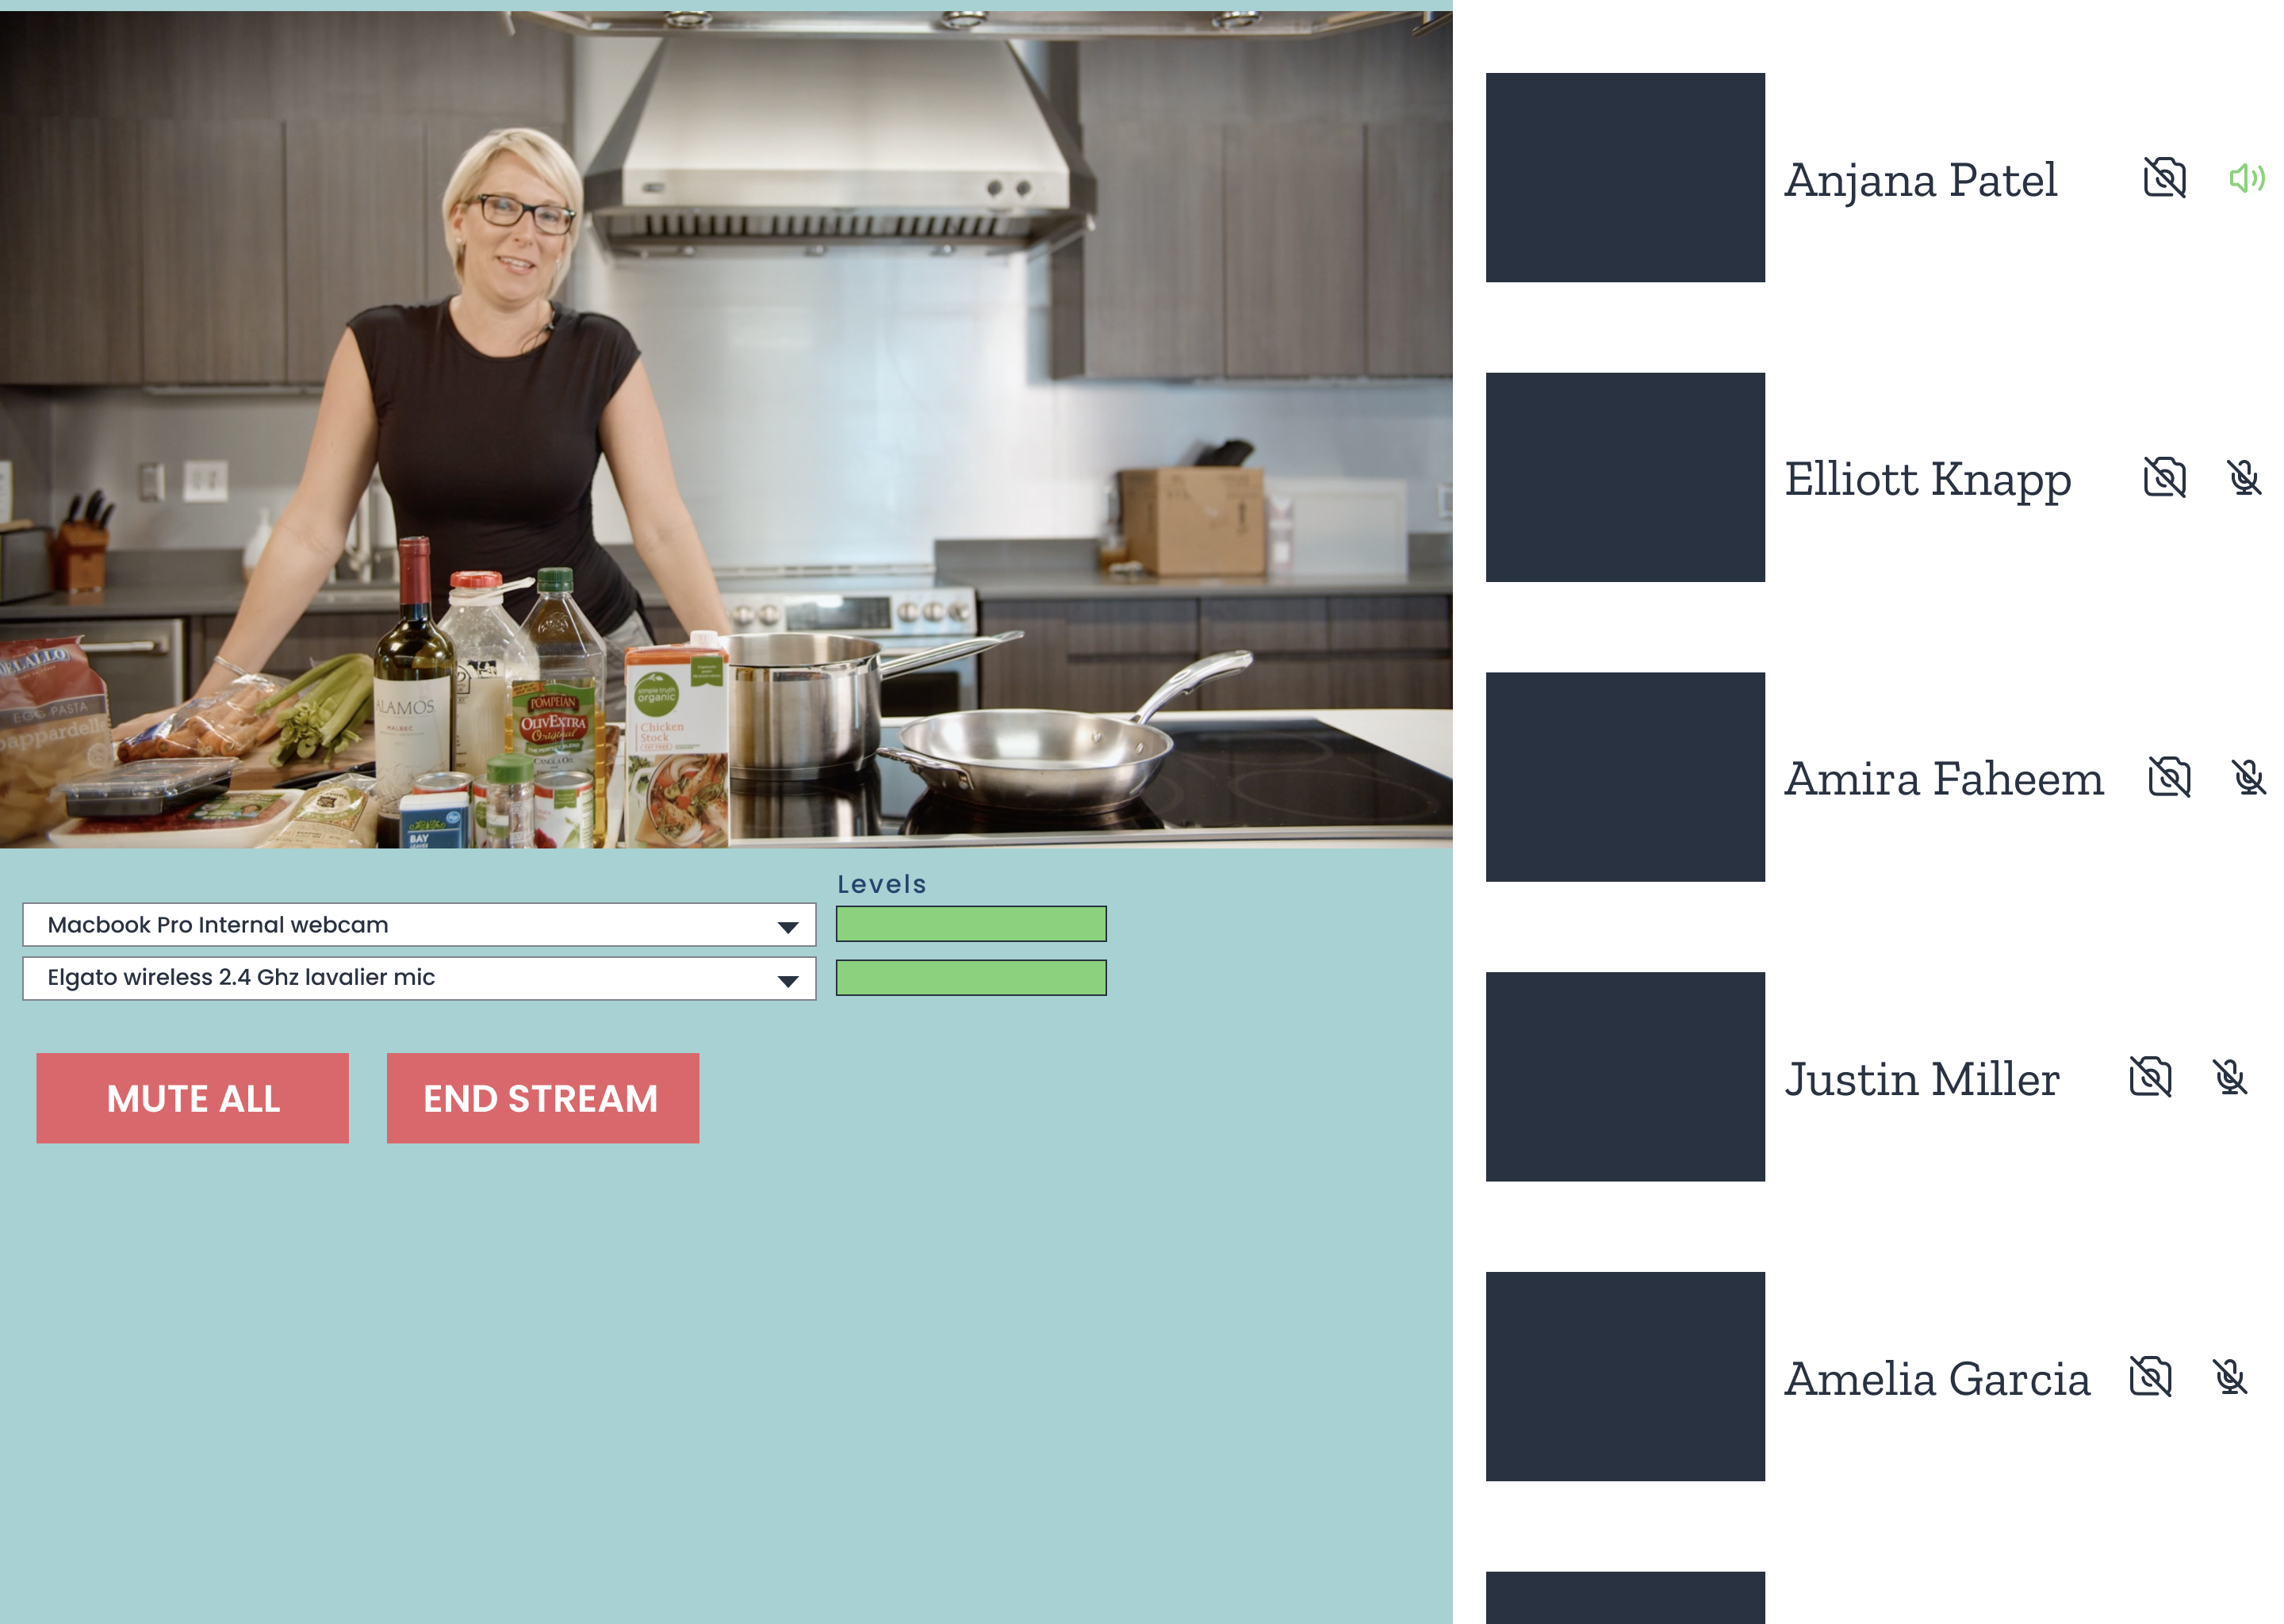 Anjana Patel
Elliott Knapp
Amira Faheem
Justin Miller
Amelia Garcia
DELALLO
EGG PASTA
pappardelle
ALAMOS
MALBEC
POMPEIAN
OLIVEXTRA
Original
CANOLA OIL
simple truth
organic
Chicken
Stock
BAY
Levels
Macbook Pro Internal webcam
Elgato wireless 2.4 Ghz lavalier mic
MUTE ALL
END STREAM